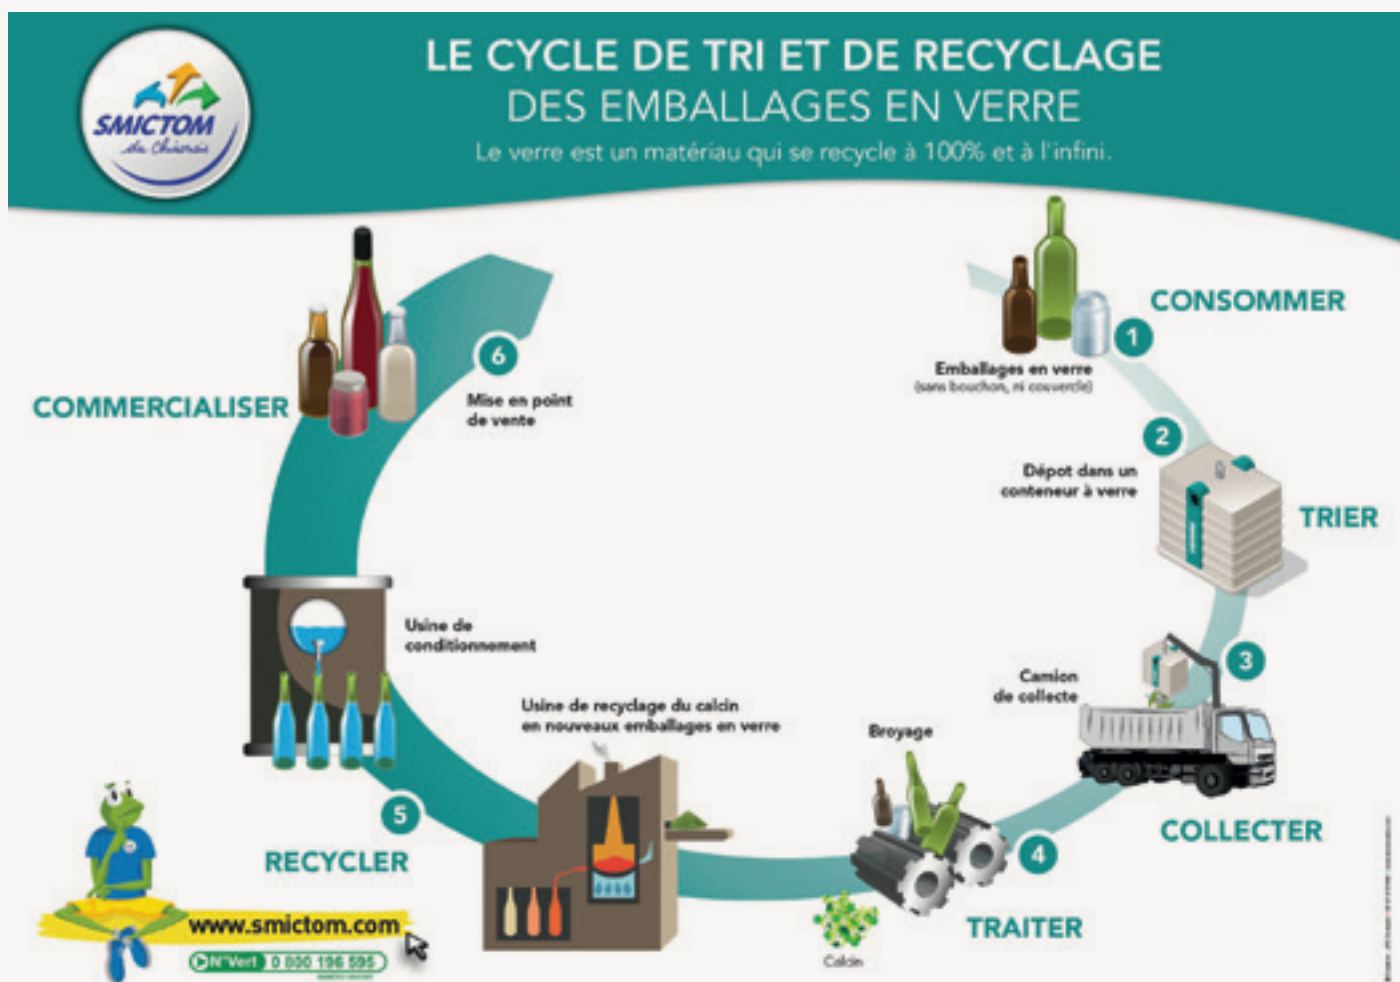 LE CYCLE DE TRI ET DE RECYCLAGE
DES EMBALLAGES EN VERRE
Le verre est un matériau qui se recycle à 100% et à l'infini.
SMICTOM
du Chinonais
CONSOMMER
1
Emballages en verre
(sans bouchon, ni couvercle)
2
Dépot dans un
conteneur à verre
TRIER
3
Camion
de collecte
COLLECTER
Broyage
4
TRAITER
Calcin
Usine de recyclage du calcin
en nouveaux emballages en verre
5
RECYCLER
Usine de
conditionnement
6
Mise en point
de vente
COMMERCIALISER
www.smictom.com
N°Vert 0 800 196 595